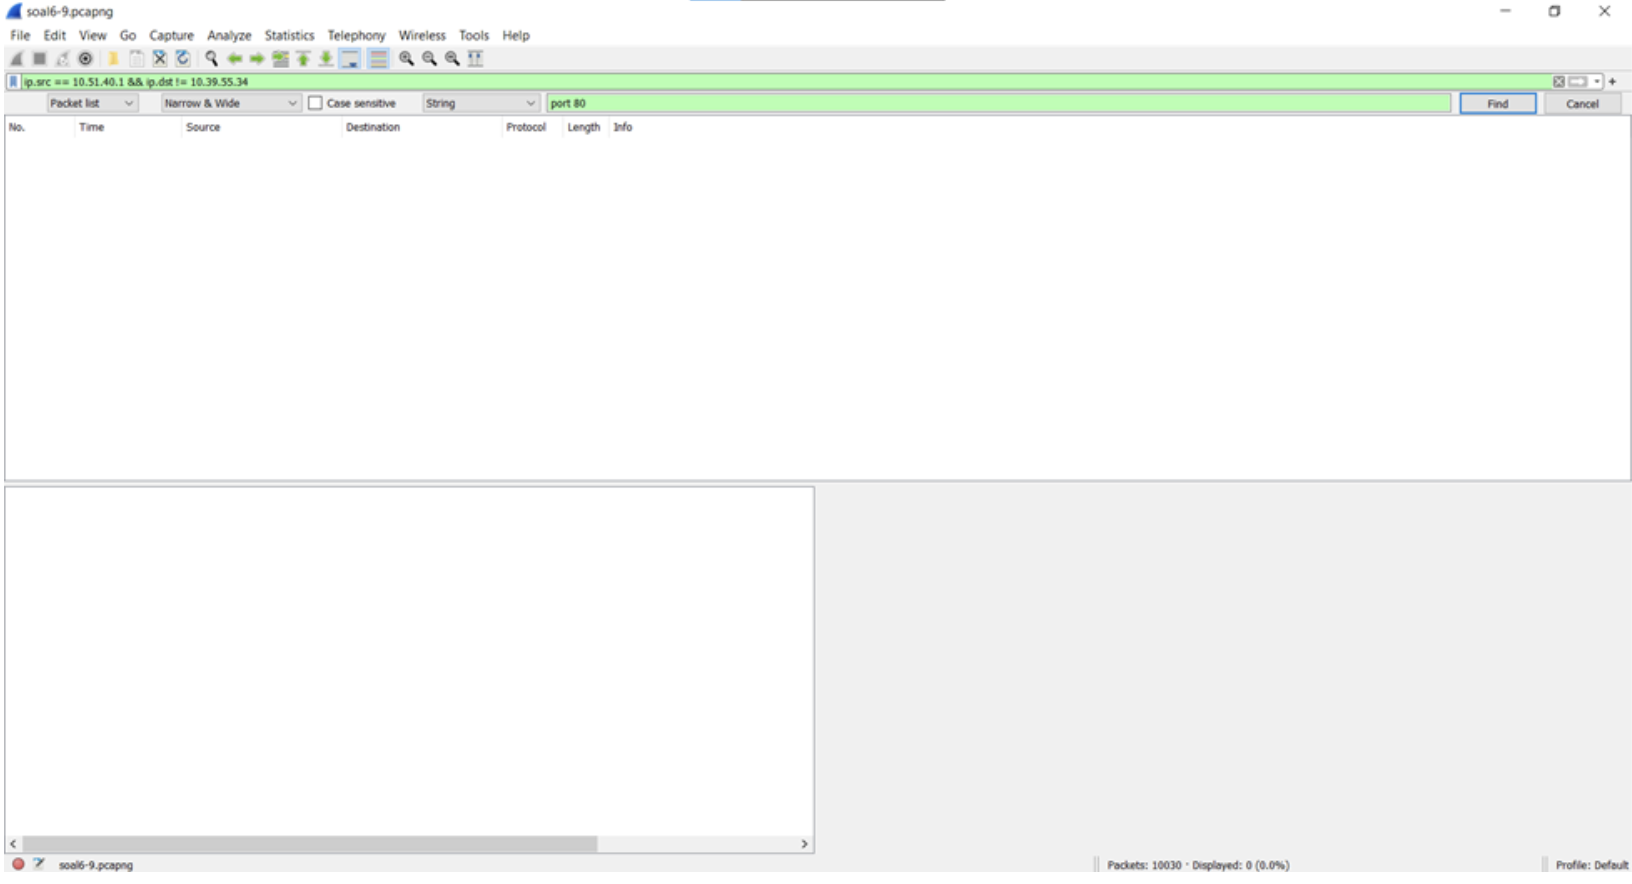 soal6-9.pcapng
File Edit View Go Capture Analyze Statistics Telephony Wireless Tools Help
ip.src == 10.51.40.1 && ip.dst != 10.39.55.34
Packet list Narrow & Wide Case sensitive String port 80 Find Cancel
No. Time Source Destination Protocol Length Info
soal6-9.pcapng Packets: 10030 · Displayed: 0 (0.0%) Profile: Default